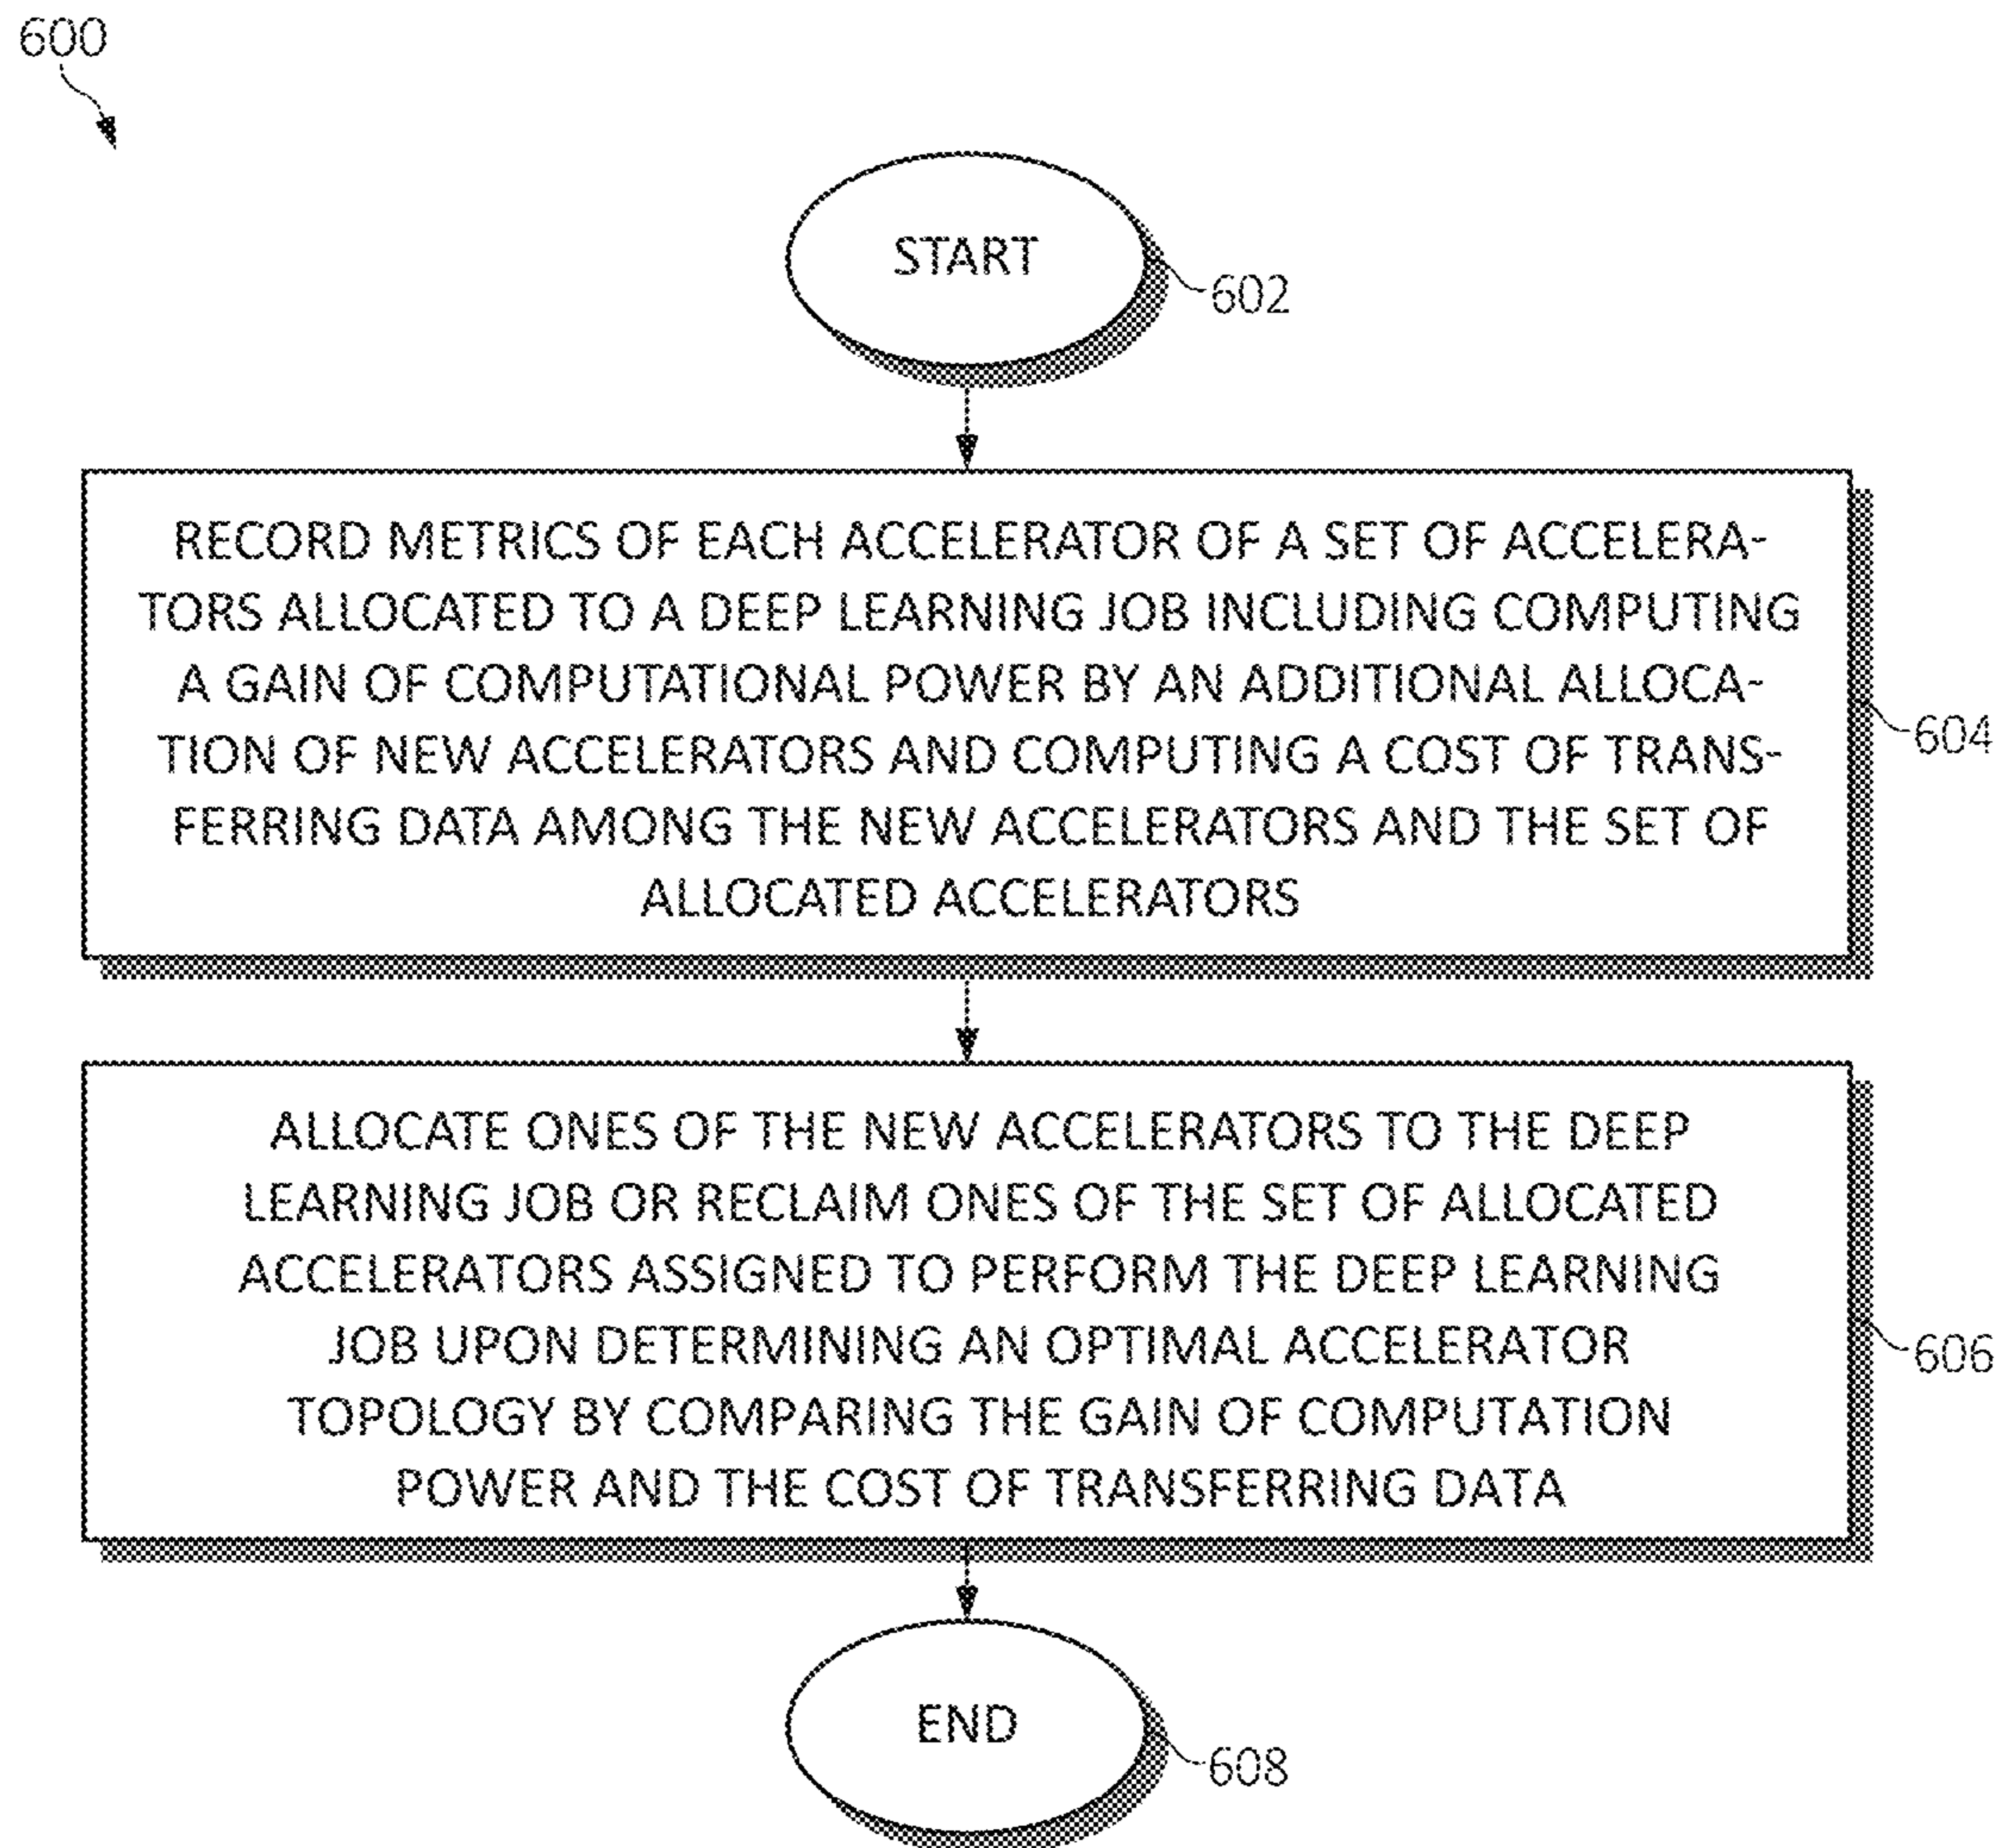 600
START
602
RECORD METRICS OF EACH ACCELERATOR OF A SET OF ACCELERA-
TORS ALLOCATED TO A DEEP LEARNING JOB INCLUDING COMPUTING
A GAIN OF COMPUTATIONAL POWER BY AN ADDITIONAL ALLOCA-
TION OF NEW ACCELERATORS AND COMPUTING A COST OF TRANS-
FERRING DATA AMONG THE NEW ACCELERATORS AND THE SET OF
ALLOCATED ACCELERATORS
604
ALLOCATE ONES OF THE NEW ACCELERATORS TO THE DEEP
LEARNING JOB OR RECLAIM ONES OF THE SET OF ALLOCATED
ACCELERATORS ASSIGNED TO PERFORM THE DEEP LEARNING
JOB UPON DETERMINING AN OPTIMAL ACCELERATOR
TOPOLOGY BY COMPARING THE GAIN OF COMPUTATION
POWER AND THE COST OF TRANSFERRING DATA
606
END
608